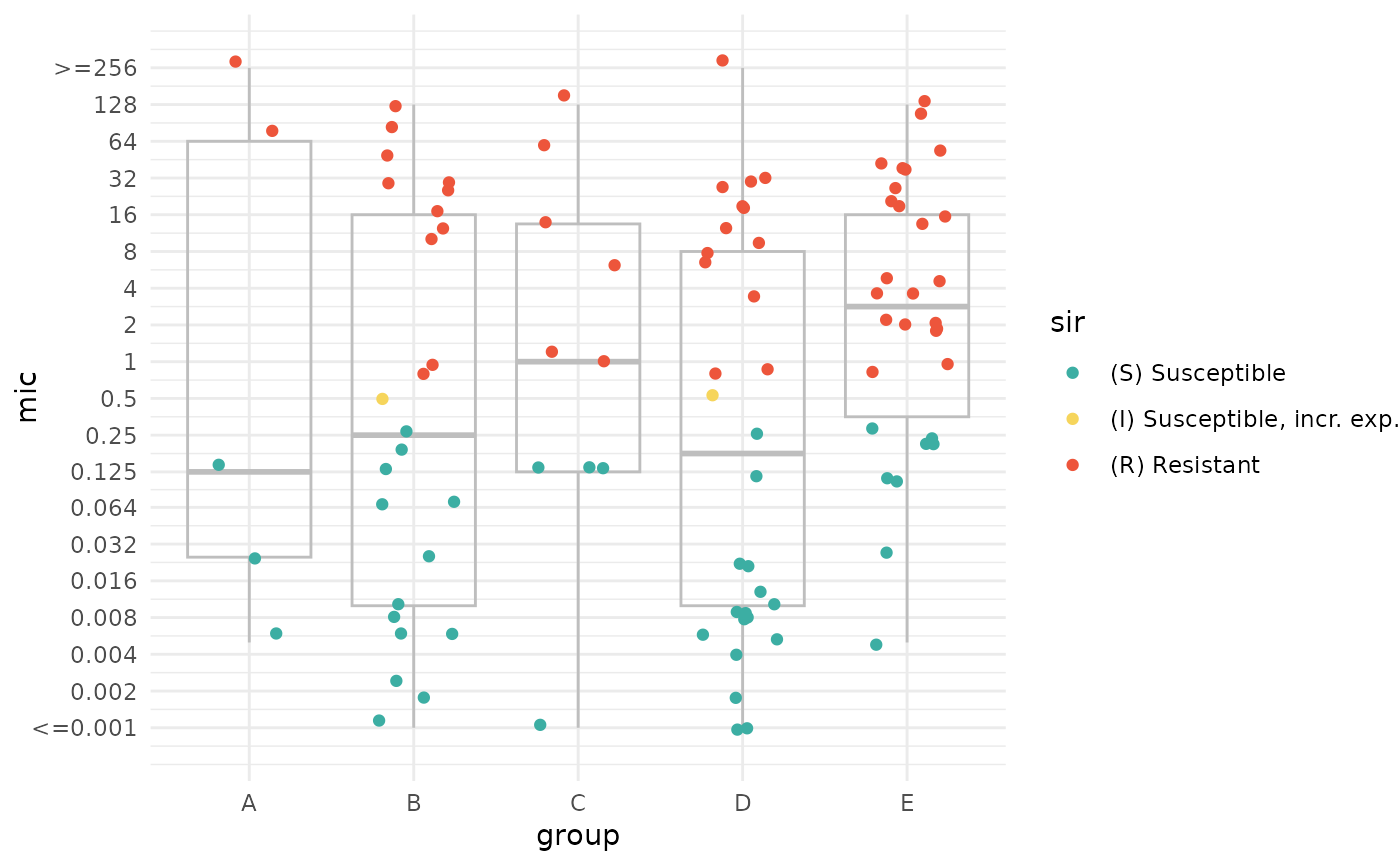 >=256
128
64
32
16
8
4
2
1
0.5
0.25
0.125
0.064
0.032
0.016
0.008
0.004
0.002
<=0.001
mic
A B C D E
group
sir
(S) Susceptible
(I) Susceptible, incr. exp.
(R) Resistant